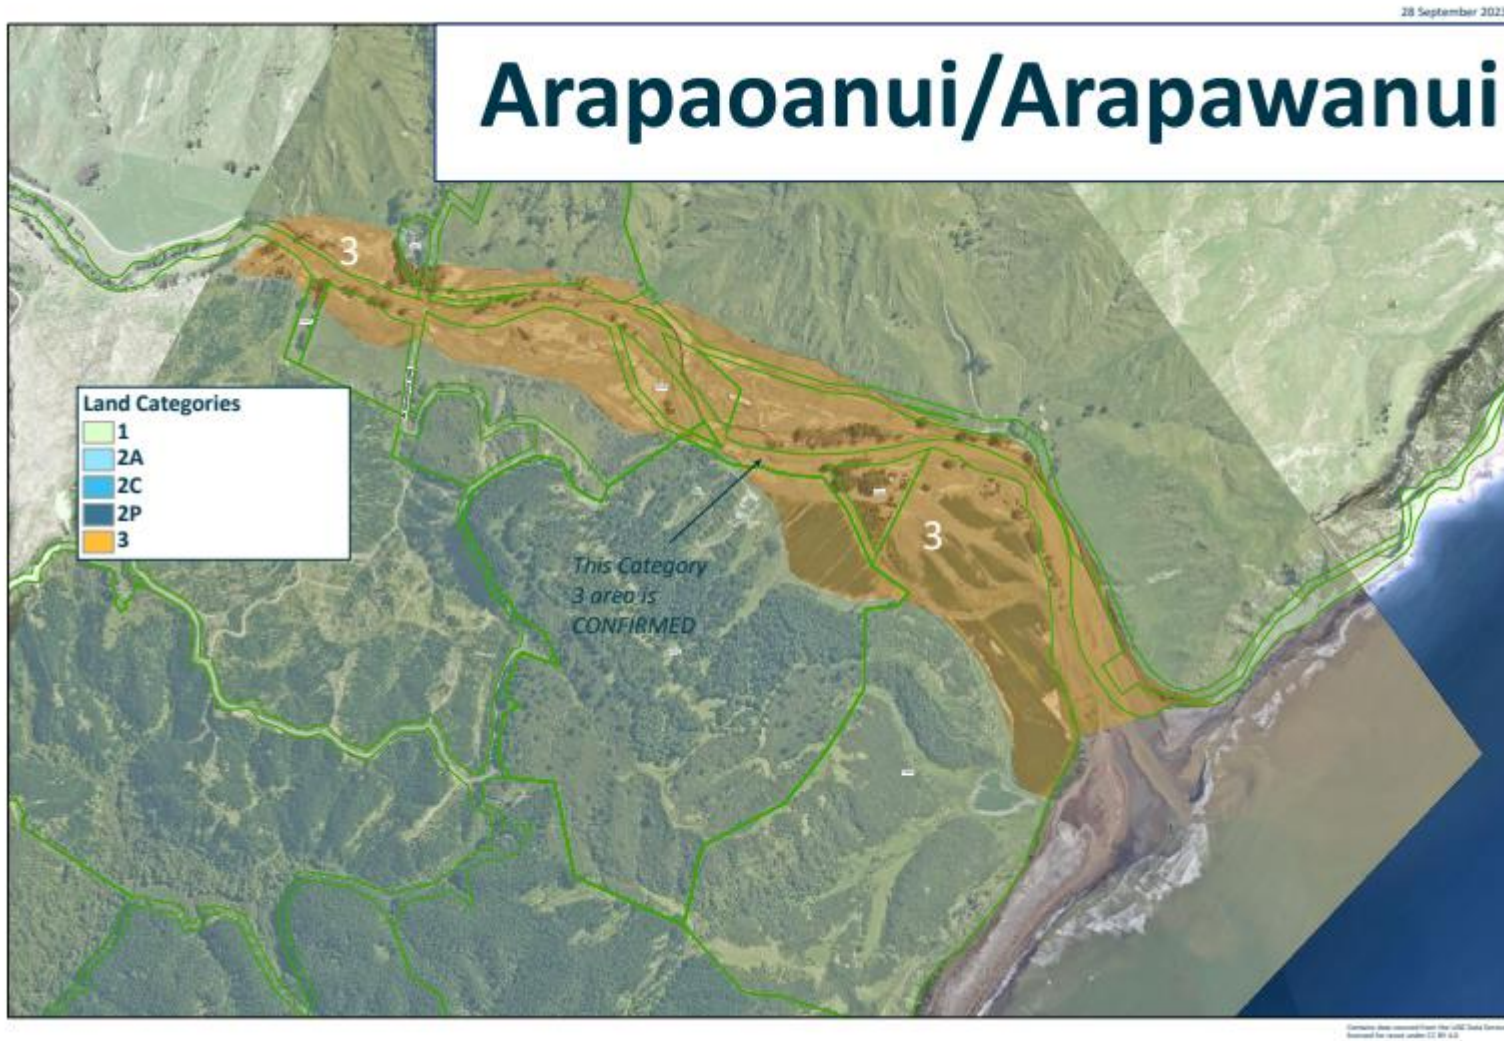 28 September 2023
Arapaoanui/Arapawanui
3
Land Categories
1
2A
2C
2P
3
This Category
3 area is
CONFIRMED
3